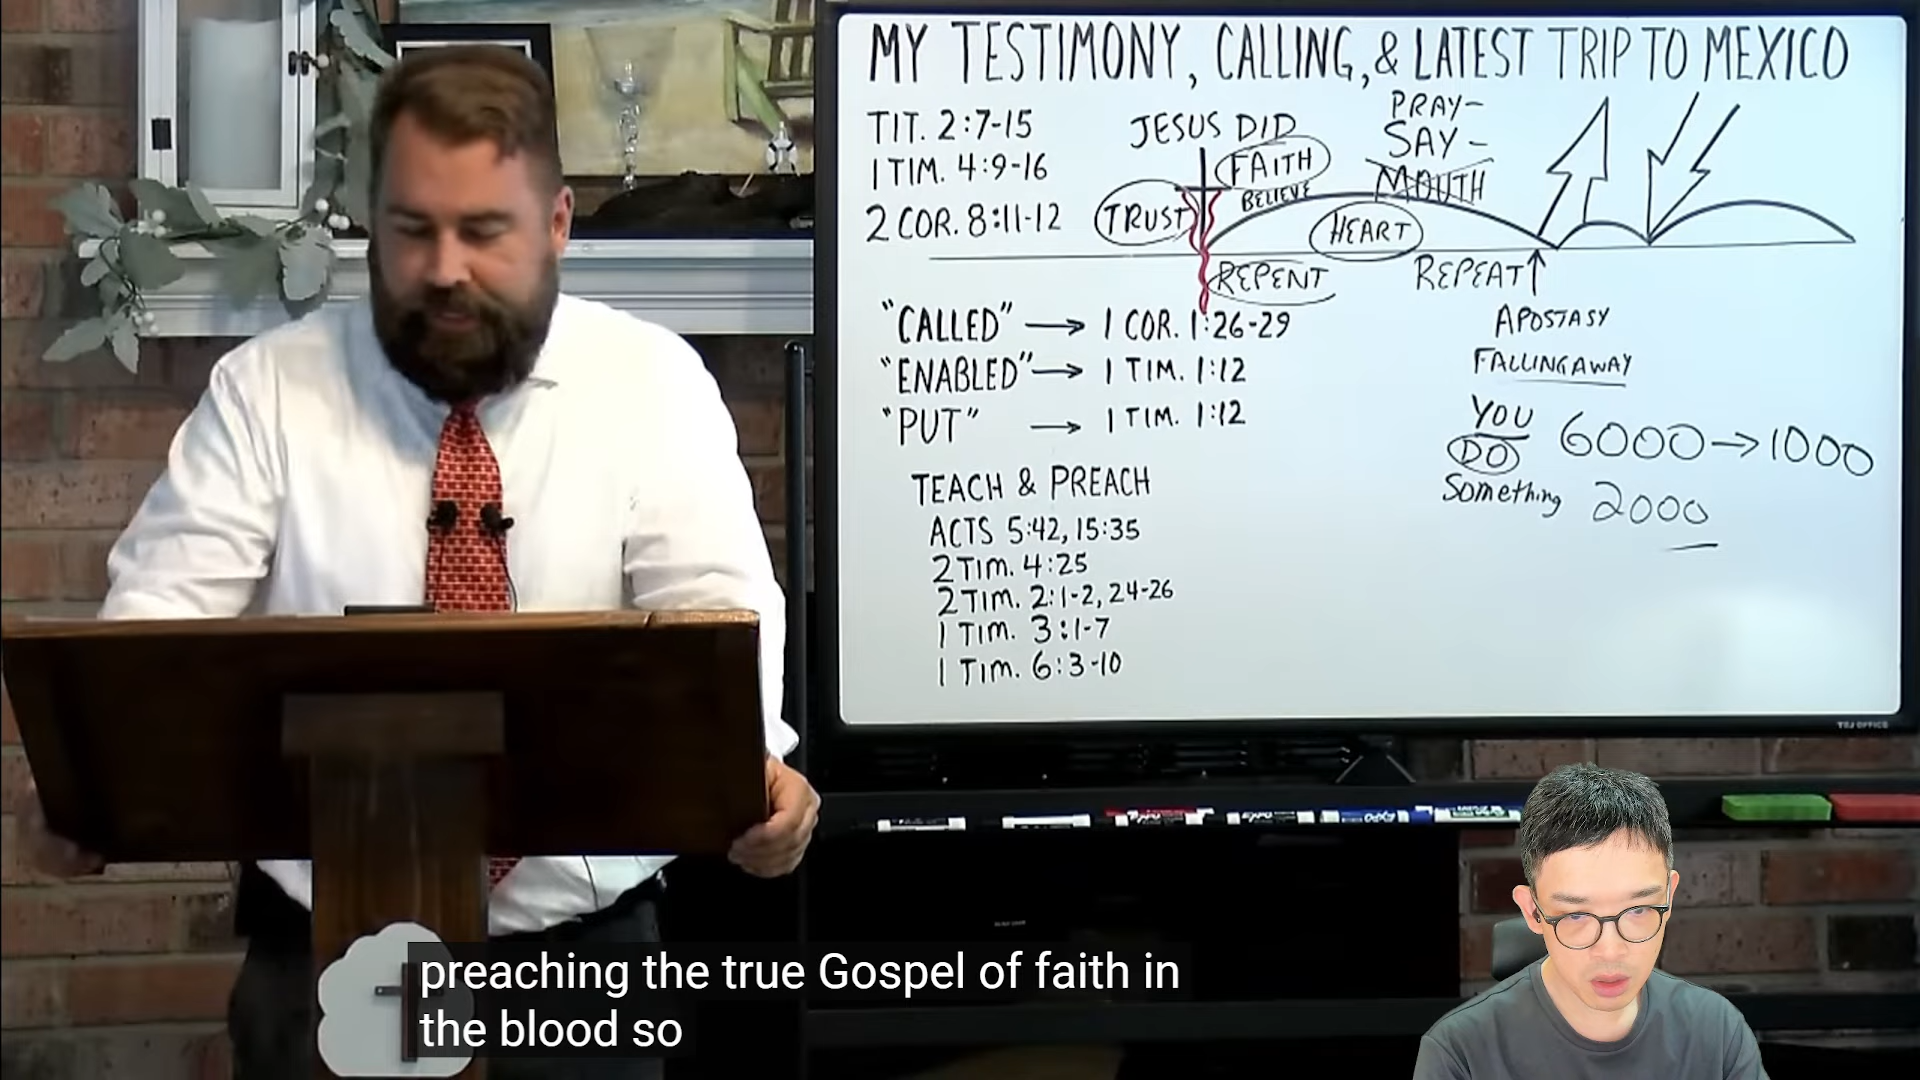 MY TESTIMONY, CALLING, & LATEST TRIP TO MEXICO
TIT. 2:7-15
1 TIM. 4:9-16
2 COR. 8:11-12
JESUS DID
FAITH
BELIEVE
TRUST
HEART
REPENT
PRAY-
SAY-
MOUTH
REPEAT
"CALLED" → 1 COR. 1:26-29
"ENABLED" → 1 TIM. 1:12
"PUT" → 1 TIM. 1:12
TEACH & PREACH
ACTS 5:42, 15:35
2 TIM. 4:25
2 TIM. 2:1-2, 24-26
1 TIM. 3:1-7
1 TIM. 6:3-10
APOSTASY
FALLING AWAY
YOU
DO
Something
6000 → 1000
2000
preaching the true Gospel of faith in
the blood so